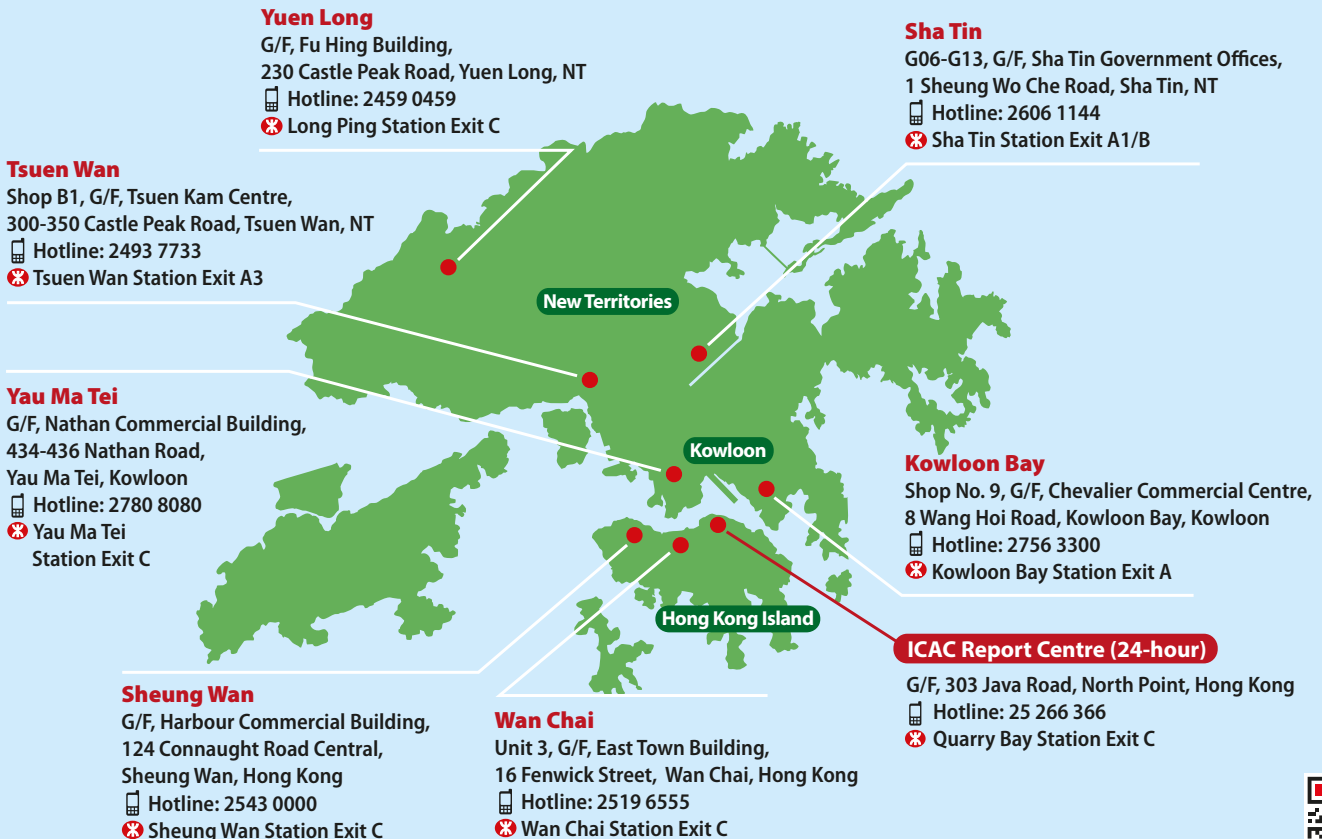 Yuen Long
G/F, Fu Hing Building,
230 Castle Peak Road, Yuen Long, NT
Hotline: 2459 0459
Long Ping Station Exit C
Sha Tin
G06-G13, G/F, Sha Tin Government Offices,
1 Sheung Wo Che Road, Sha Tin, NT
Hotline: 2606 1144
Sha Tin Station Exit A1/B
Tsuen Wan
Shop B1, G/F, Tsuen Kam Centre,
300-350 Castle Peak Road, Tsuen Wan, NT
Hotline: 2493 7733
Tsuen Wan Station Exit A3
New Territories
Yau Ma Tei
G/F, Nathan Commercial Building,
434-436 Nathan Road,
Yau Ma Tei, Kowloon
Hotline: 2780 8080
Yau Ma Tei
Station Exit C
Kowloon
Kowloon Bay
Shop No. 9, G/F, Chevalier Commercial Centre,
8 Wang Hoi Road, Kowloon Bay, Kowloon
Hotline: 2756 3300
Kowloon Bay Station Exit A
Hong Kong Island
ICAC Report Centre (24-hour)
G/F, 303 Java Road, North Point, Hong Kong
Hotline: 25 266 366
Quarry Bay Station Exit C
Sheung Wan
G/F, Harbour Commercial Building,
124 Connaught Road Central,
Sheung Wan, Hong Kong
Hotline: 2543 0000
Sheung Wan Station Exit C
Wan Chai
Unit 3, G/F, East Town Building,
16 Fenwick Street, Wan Chai, Hong Kong
Hotline: 2519 6555
Wan Chai Station Exit C